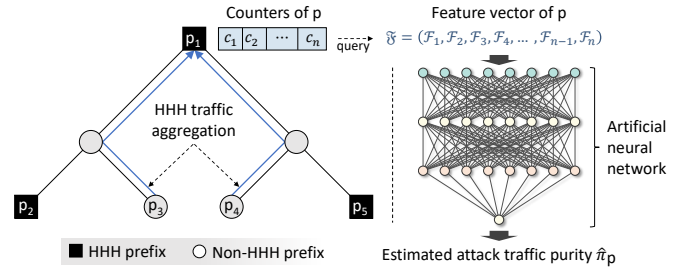 Counters of p
Feature vector of p
p1
c1 c2 ... cn
query
𝔉 = (ℱ1, ℱ2, ℱ3, ℱ4, ... , ℱn−1, ℱn)
HHH traffic
aggregation
Artificial
neural
network
p2
p3
p4
p5
HHH prefix
Non-HHH prefix
Estimated attack traffic purity π̂p